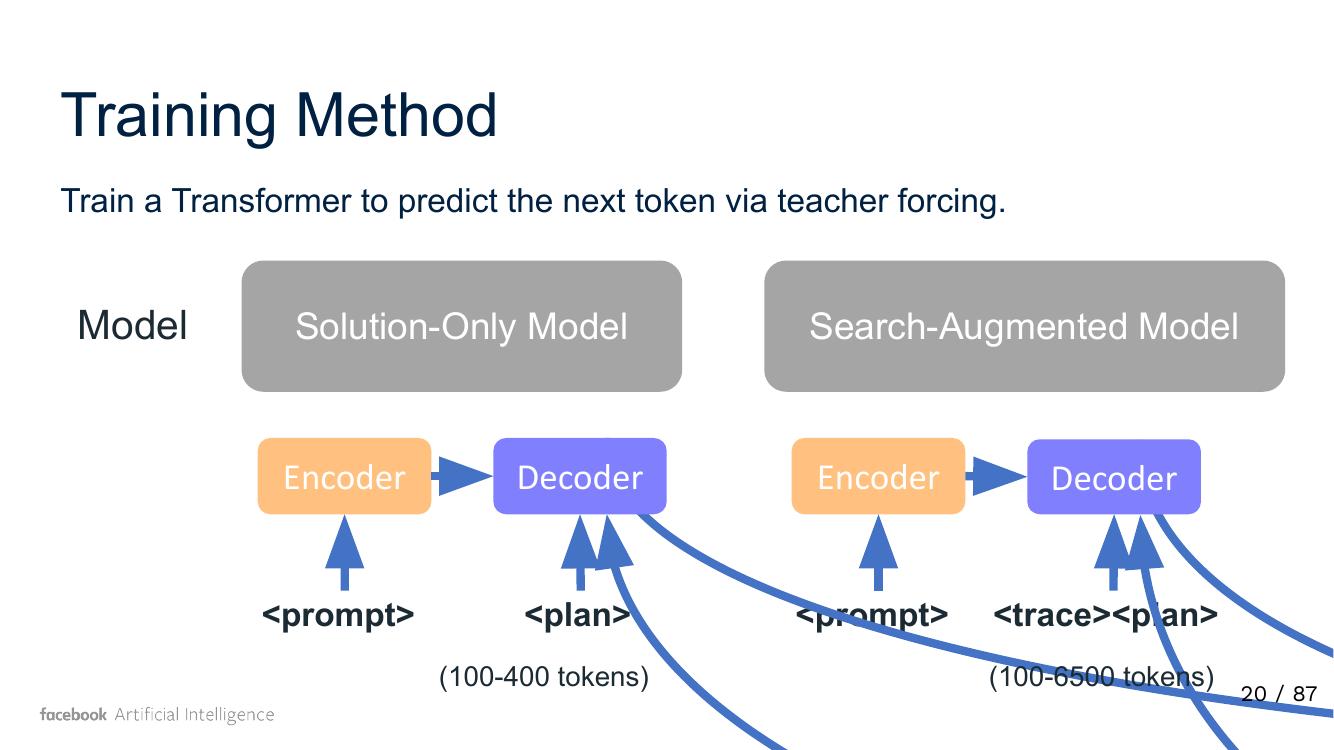 Training Method
Train a Transformer to predict the next token via teacher forcing.
Model
Solution-Only Model
Search-Augmented Model
Encoder
Decoder
Encoder
Decoder
<prompt>
<plan>
<prompt>
<trace><plan>
(100-400 tokens)
(100-6500 tokens)
20 / 87
facebook Artificial Intelligence